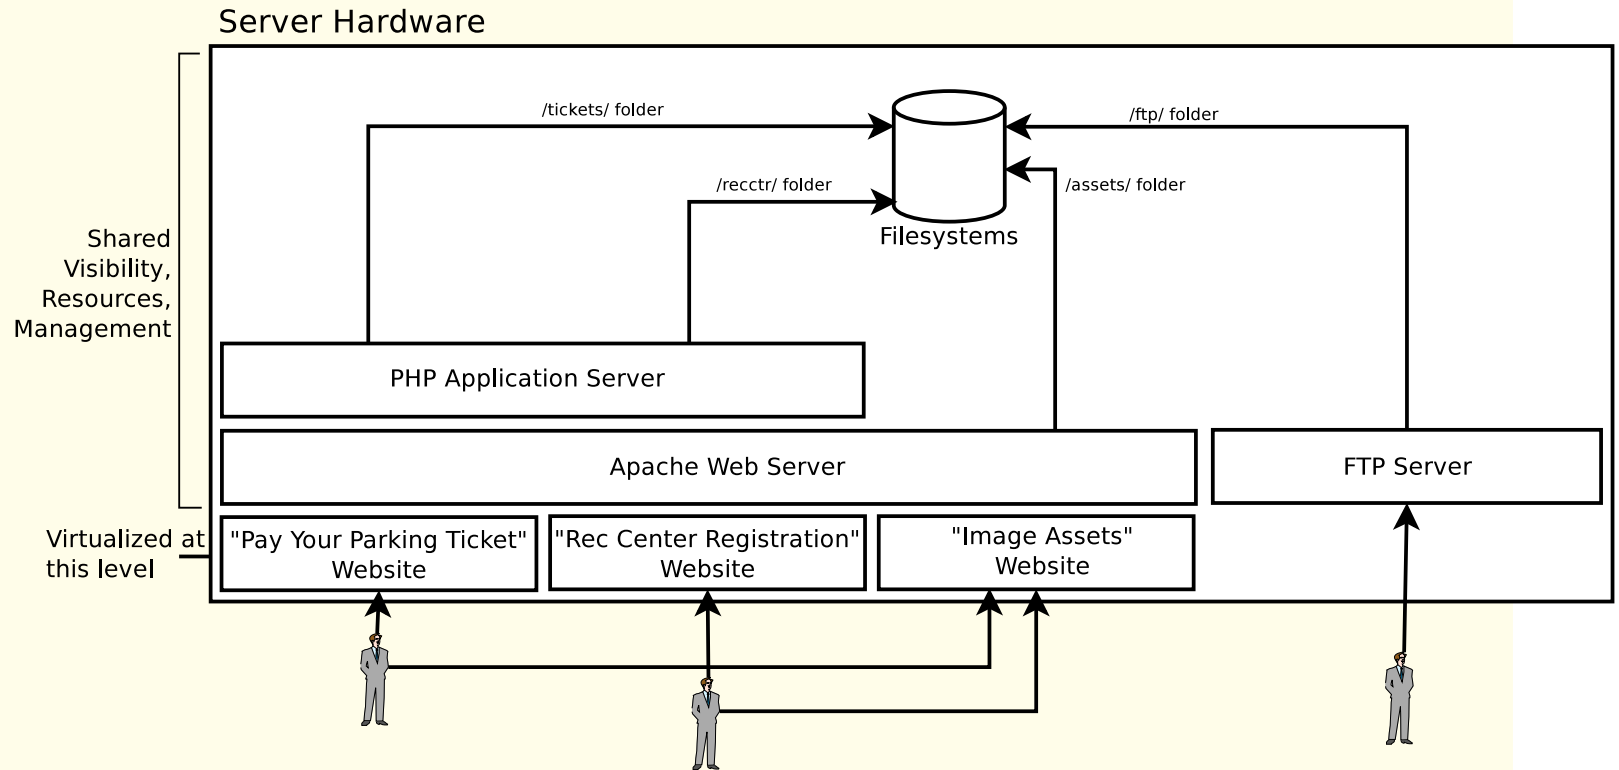 Server Hardware
/tickets/ folder
/ftp/ folder
/recctr/ folder
/assets/ folder
Filesystems
Shared
Visibility,
Resources,
Management
PHP Application Server
Apache Web Server
FTP Server
Virtualized at
this level
"Pay Your Parking Ticket"
Website
"Rec Center Registration"
Website
"Image Assets"
Website